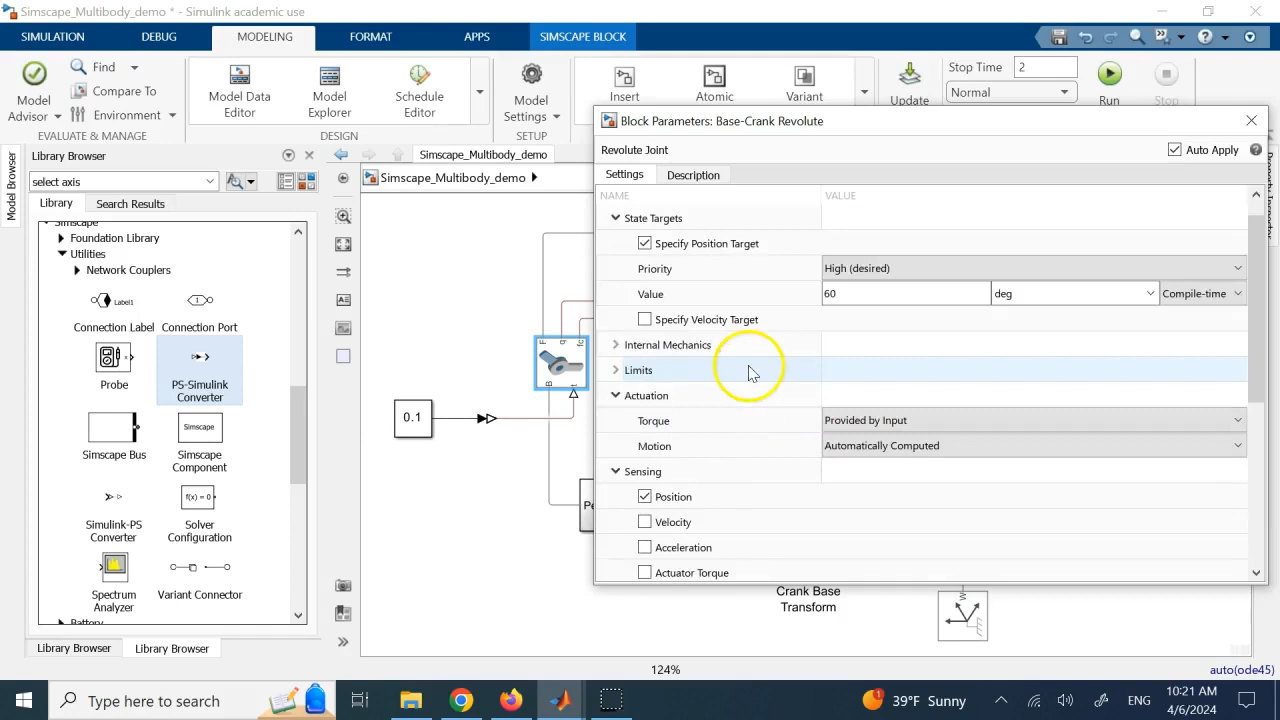 Simscape_Multibody_demo * - Simulink academic use
SIMULATION
DEBUG
MODELING
FORMAT
APPS
SIMSCAPE BLOCK
Model
Advisor
Find
Compare To
Environment
EVALUATE & MANAGE
Model Data
Editor
Model
Explorer
Schedule
Editor
DESIGN
Model
Settings
SETUP
Insert
Atomic
Variant
Update
Stop Time
2
Normal
Run
Stop
Model Browser
Library Browser
select axis
Library
Search Results
Simscape
Foundation Library
Utilities
Network Couplers
Label1
Connection Label
Connection Port
Probe
PS-Simulink
Converter
Simscape Bus
Simscape
Simscape
Component
Simulink-PS
Converter
f(x) = 0
Solver
Configuration
Spectrum
Analyzer
Variant Connector
Battery
Library Browser
Library Browser
Simscape_Multibody_demo
Simscape_Multibody_demo
F
q
fc
B
t
0.1
Pe
Crank Base
Transform
W
124%
auto(ode45)
Block Parameters: Base-Crank Revolute
Revolute Joint
Auto Apply
Settings
Description
NAME
VALUE
State Targets
Specify Position Target
Priority
High (desired)
Value
60
deg
Compile-time
Specify Velocity Target
Internal Mechanics
Limits
Actuation
Torque
Provided by Input
Motion
Automatically Computed
Sensing
Position
Velocity
Acceleration
Actuator Torque
Type here to search
39°F Sunny
ENG
10:21 AM
4/6/2024